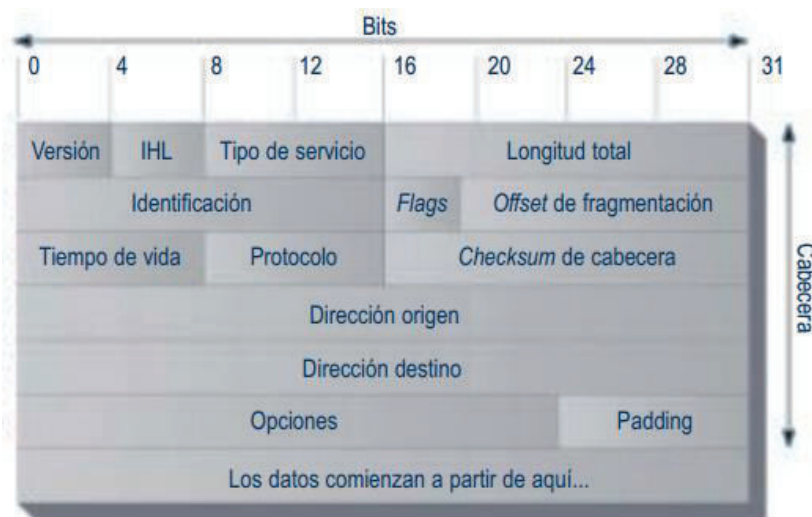 Bits
0 4 8 12 16 20 24 28 31
Versión IHL Tipo de servicio Longitud total
Identificación Flags Offset de fragmentación
Tiempo de vida Protocolo Checksum de cabecera
Dirección origen
Dirección destino
Opciones Padding
Los datos comienzan a partir de aquí...
Cabecera